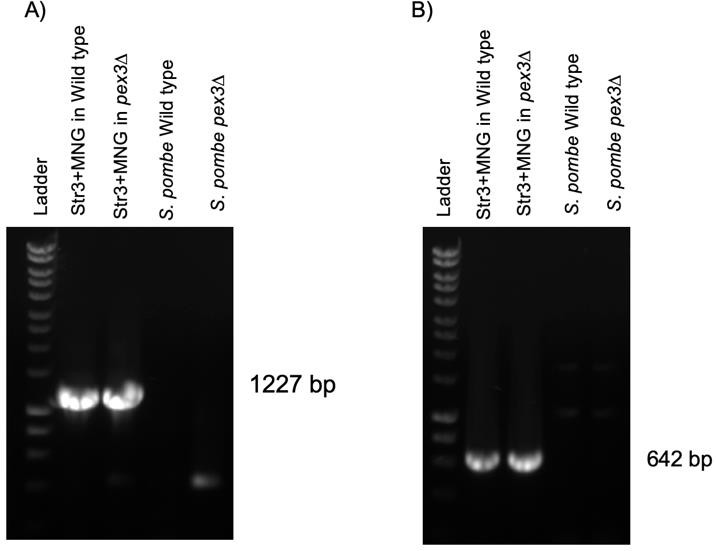 A)
Ladder
Str3+MNG in Wild type
Str3+MNG in pex3Δ
S. pombe Wild type
S. pombe pex3Δ
1227 bp
B)
Ladder
Str3+MNG in Wild type
Str3+MNG in pex3Δ
S. pombe Wild type
S. pombe pex3Δ
642 bp